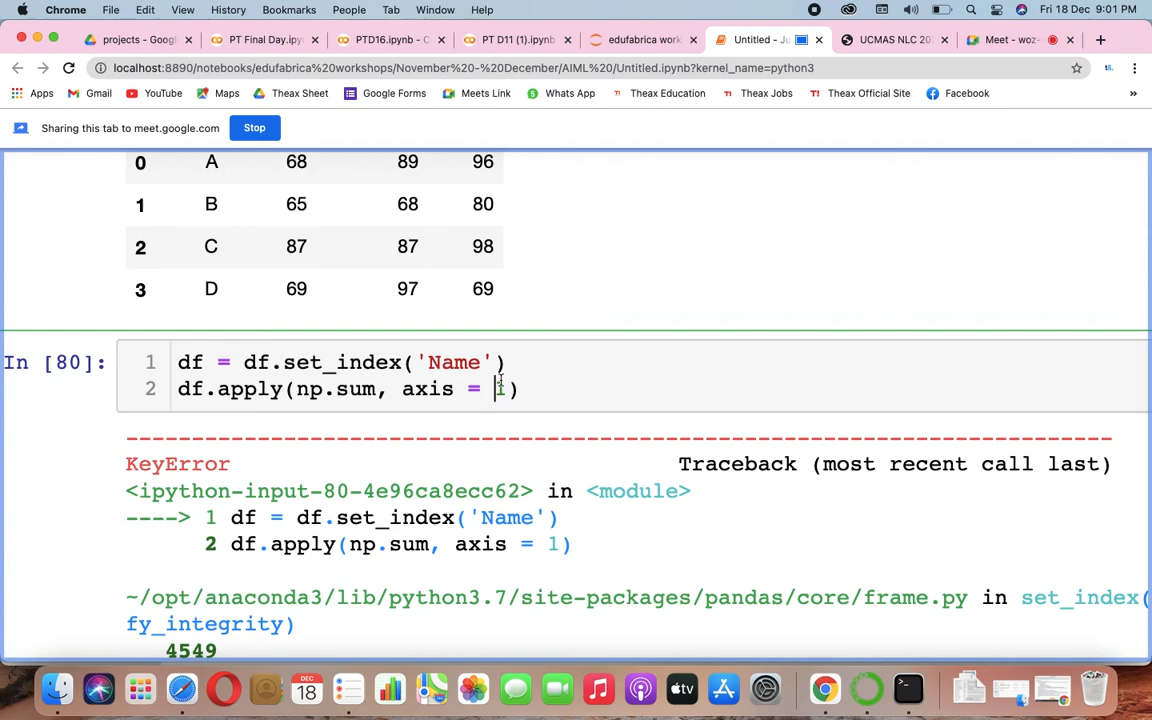 Chrome File Edit View History Bookmarks People Tab Window Help Fri 18 Dec 9:01 PM
projects - Goog PT Final Day.ipy PTD16.ipynb - C PT D11 (1).ipynb edufabrica work Untitled - Ju UCMAS NLC 20 Meet - woz-
localhost:8890/notebooks/edufabrica%20workshops/November%20-%20December/AIML%20/Untitled.ipynb?kernel_name=python3
Apps Gmail YouTube Maps Theax Sheet Google Forms Meets Link Whats App Theax Education Theax Jobs Theax Official Site Facebook »
Sharing this tab to meet.google.com Stop
0 A 68 89 96
1 B 65 68 80
2 C 87 87 98
3 D 69 97 69
In [80]: 1 df = df.set_index('Name')
2 df.apply(np.sum, axis = 1)
---------------------------------------------------------------------------
KeyError Traceback (most recent call last)
<ipython-input-80-4e96ca8ecc62> in <module>
----> 1 df = df.set_index('Name')
2 df.apply(np.sum, axis = 1)
~/opt/anaconda3/lib/python3.7/site-packages/pandas/core/frame.py in set_index(
fy_integrity)
4549
DEC
18
tv